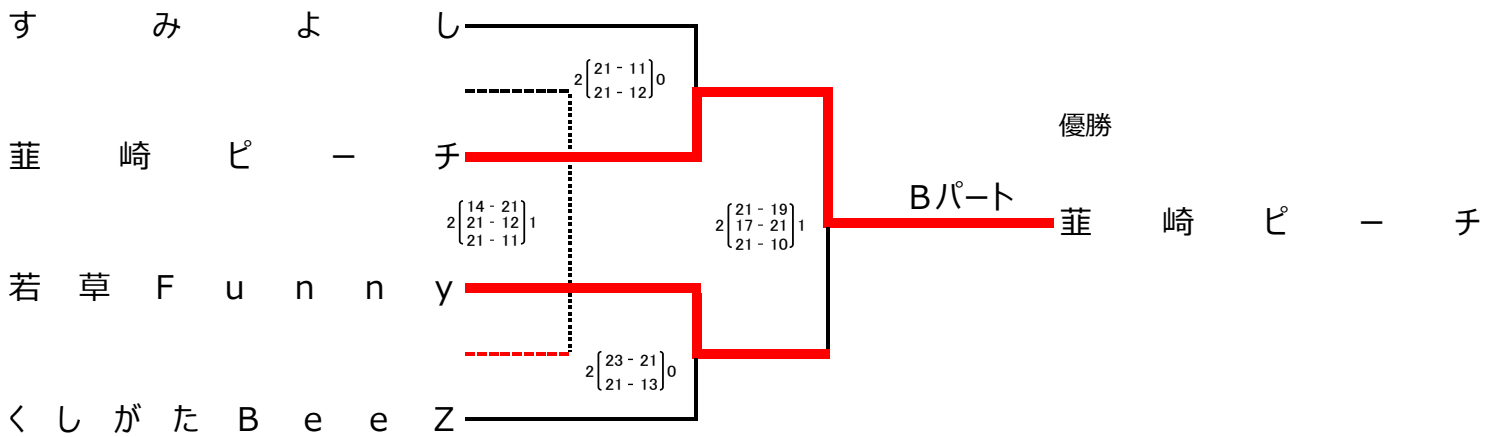 すみよし
2 21 - 11 0
21 - 12
優勝
韮崎ピーチ
Bパート
韮崎ピーチ
14 - 21
2 21 - 12 1
21 - 11
21 - 19
2 17 - 21 1
21 - 10
若草Funny
2 23 - 21 0
21 - 13
くしがたBeeZ